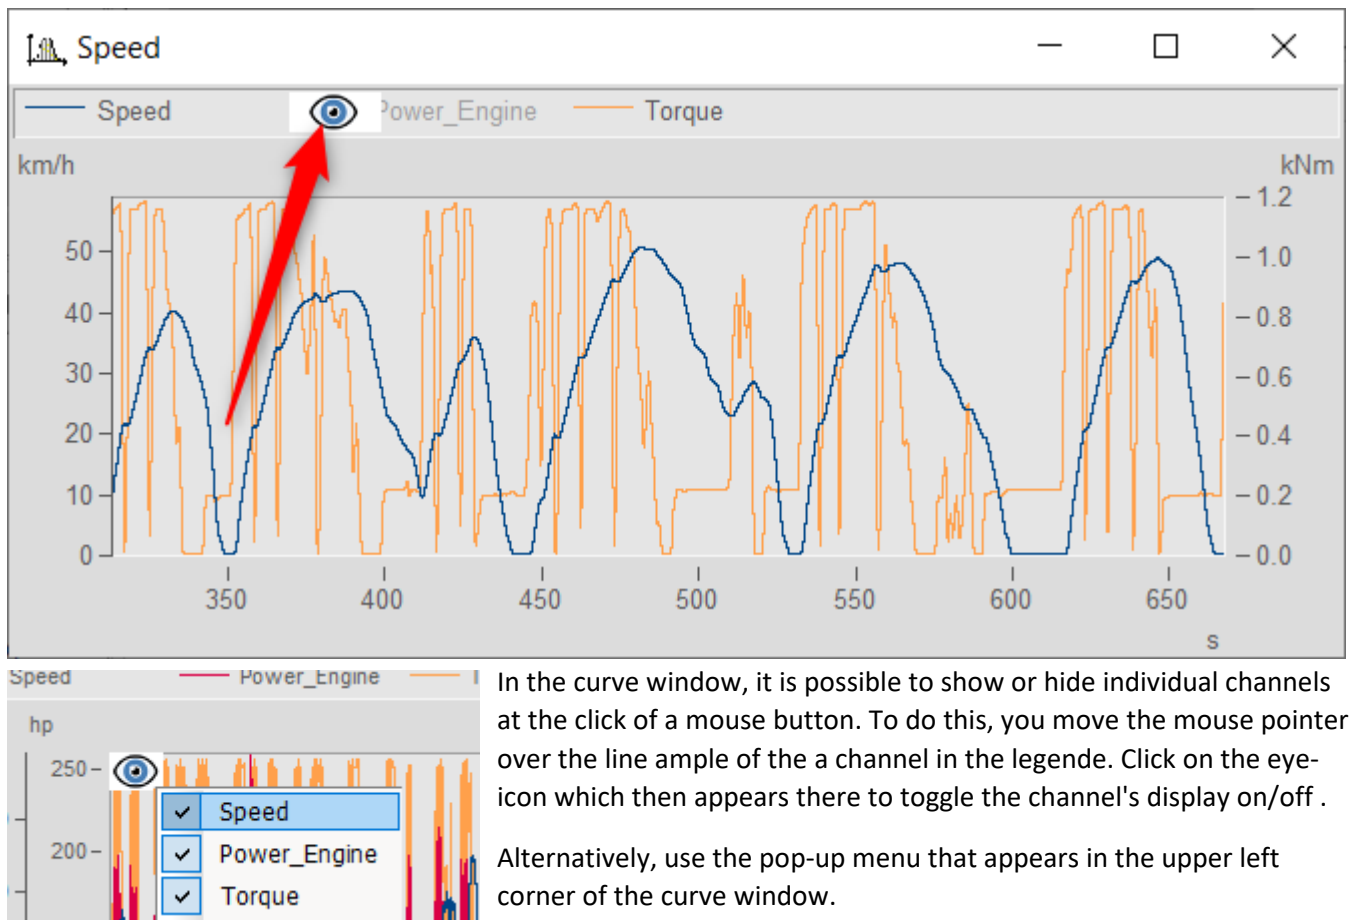 Speed
Speed Power_Engine Torque
km/h kNm
1.2
50 1.0
40 0.8
30 0.6
20 0.4
10 0.2
0 0.0
350 400 450 500 550 600 650
s
Speed Power_Engine
hp
250
Speed
200 Power_Engine
Torque
In the curve window, it is possible to show or hide individual channels
at the click of a mouse button. To do this, you move the mouse pointer
over the line ample of the a channel in the legende. Click on the eye-
icon which then appears there to toggle the channel's display on/off .
Alternatively, use the pop-up menu that appears in the upper left
corner of the curve window.